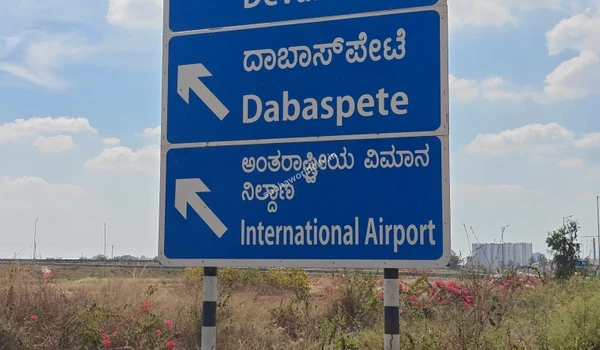 ದಾಬಾಸ್‌ಪೇಟೆ
Dabaspete
ಅಂತರಾಷ್ಟ್ರೀಯ ವಿಮಾನ
ನಿಲ್ದಾಣ
International Airport